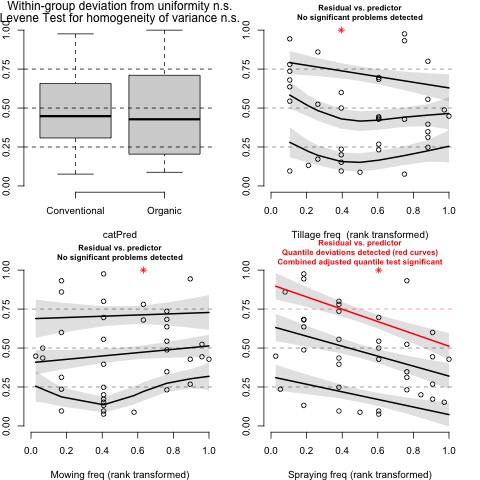 Within-group deviation from uniformity n.s.
Levene Test for homogeneity of variance n.s.
0.00 0.25 0.50 0.75 1.00
Conventional Organic
catPred
Residual vs. predictor
No significant problems detected
0.00 0.25 0.50 0.75 1.00
0.0 0.2 0.4 0.6 0.8 1.0
Tillage freq (rank transformed)
Residual vs. predictor
No significant problems detected
0.00 0.25 0.50 0.75 1.00
0.0 0.2 0.4 0.6 0.8 1.0
Mowing freq (rank transformed)
Residual vs. predictor
Quantile deviations detected (red curves)
Combined adjusted quantile test significant
0.00 0.25 0.50 0.75 1.00
0.0 0.2 0.4 0.6 0.8 1.0
Spraying freq (rank transformed)